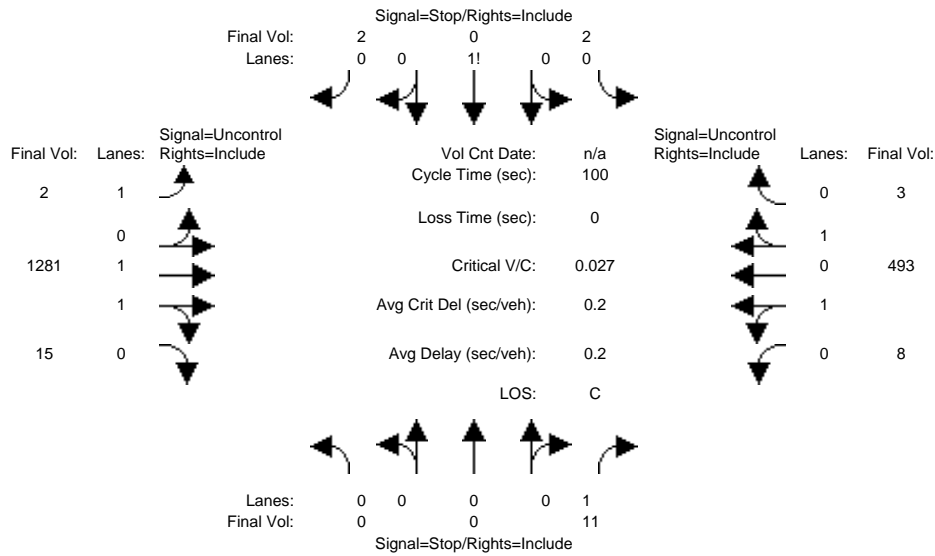 Signal=Stop/Rights=Include
Final Vol: 2 0 2
Lanes: 0 0 1! 0 0
Signal=Uncontrol
Final Vol: Lanes: Rights=Include
Vol Cnt Date: n/a
Signal=Uncontrol
Rights=Include Lanes: Final Vol:
Cycle Time (sec): 100
2 1
0 3
Loss Time (sec): 0
0
1
1281 1
Critical V/C: 0.027
0 493
1
Avg Crit Del (sec/veh): 0.2
1
15 0
Avg Delay (sec/veh): 0.2
0 8
LOS: C
Lanes: 0 0 0 0 1
Final Vol: 0 0 11
Signal=Stop/Rights=Include